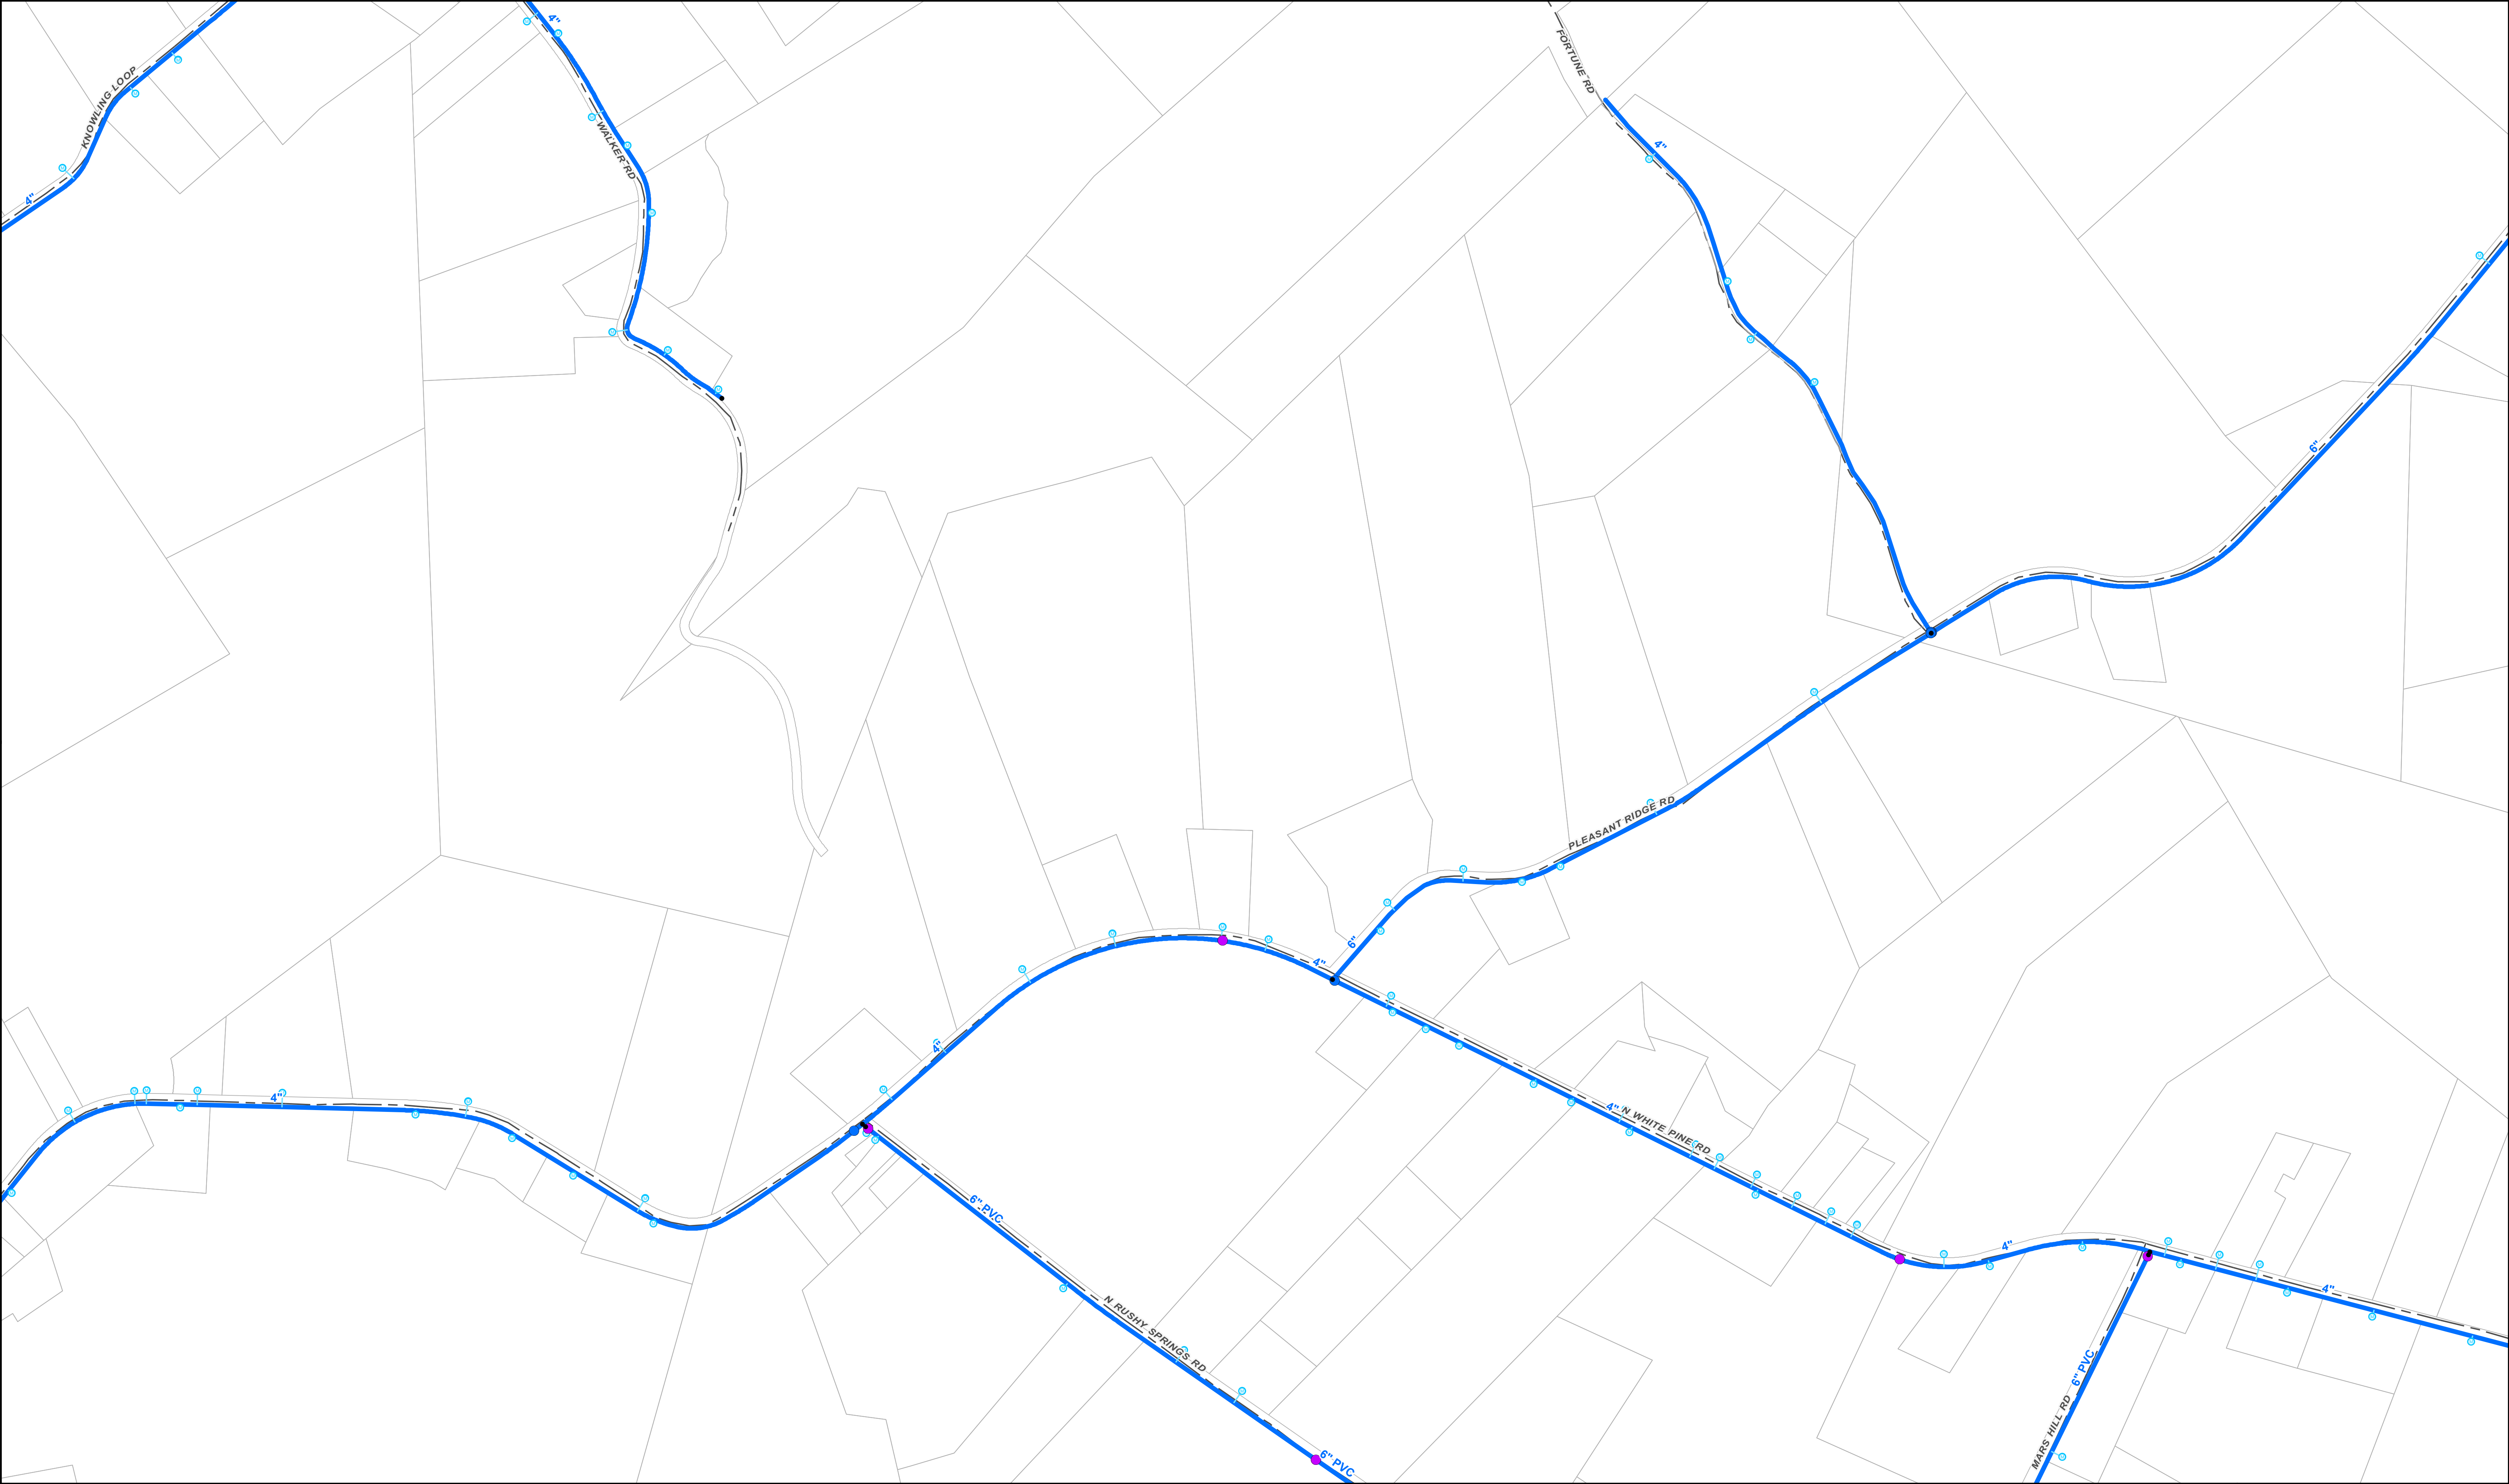 4"
FORTUNE RD
KNOWLING LOOP
WALKER RD
4"
4"
6"
PLEASANT RIDGE RD
6"
4"
4"
4"
4"
N WHITE PINE RD
6" PVC
4"
4"
N RUSHY SPRINGS RD
6" PVC
MARS HILL RD
6" PVC